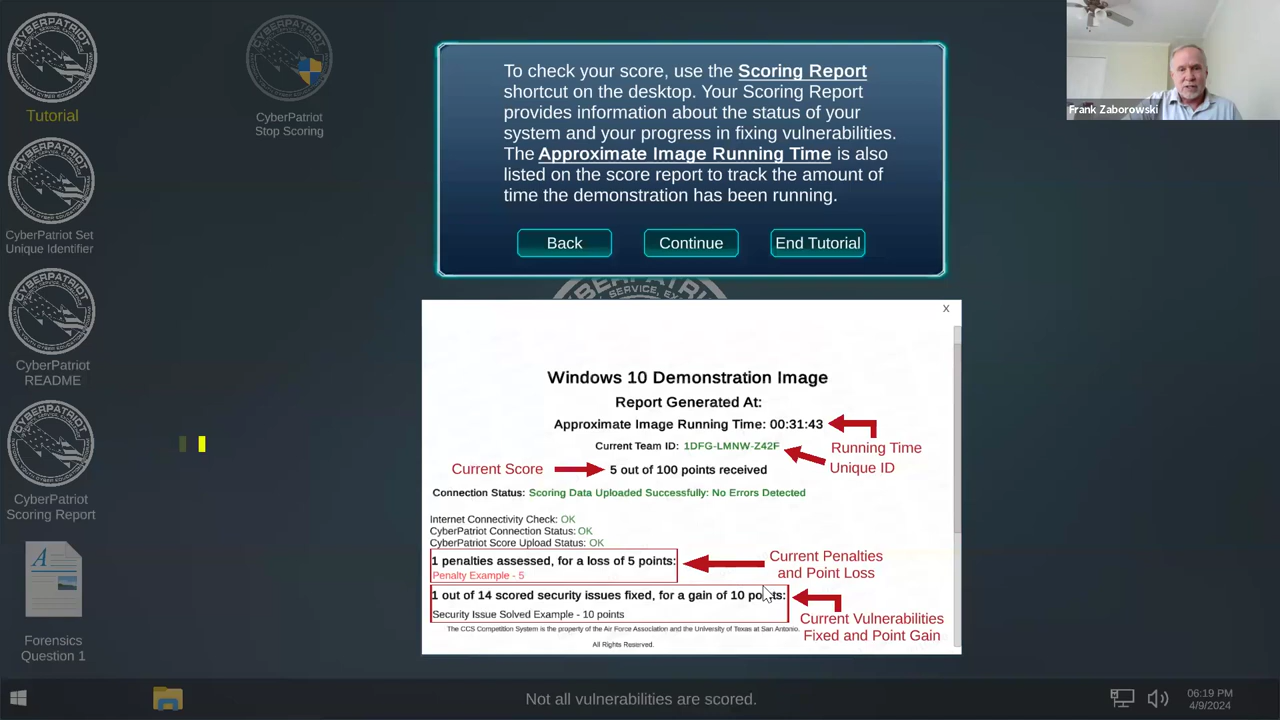 Tutorial
CyberPatriot
Stop Scoring
CyberPatriot Set
Unique Identifier
CyberPatriot
README
CyberPatriot
Scoring Report
Forensics
Question 1
To check your score, use the Scoring Report
shortcut on the desktop. Your Scoring Report
provides information about the status of your
system and your progress in fixing vulnerabilities.
The Approximate Image Running Time is also
listed on the score report to track the amount of
time the demonstration has been running.
Back
Continue
End Tutorial
Frank Zaborowski
x
Windows 10 Demonstration Image
Report Generated At:
Approximate Image Running Time: 00:31:43
Running Time
Current Team ID: 1DFG-LMNW-Z42F
Unique ID
Current Score
5 out of 100 points received
Connection Status: Scoring Data Uploaded Successfully: No Errors Detected
Internet Connectivity Check: OK
CyberPatriot Connection Status: OK
CyberPatriot Score Upload Status: OK
1 penalties assessed, for a loss of 5 points:
Penalty Example - 5
Current Penalties
and Point Loss
1 out of 14 scored security issues fixed, for a gain of 10 points:
Security Issue Solved Example - 10 points
Current Vulnerabilities
Fixed and Point Gain
The CCS Competition System is the property of the Air Force Association and the University of Texas at San Antonio.
All Rights Reserved.
Not all vulnerabilities are scored.
06:19 PM
4/9/2024